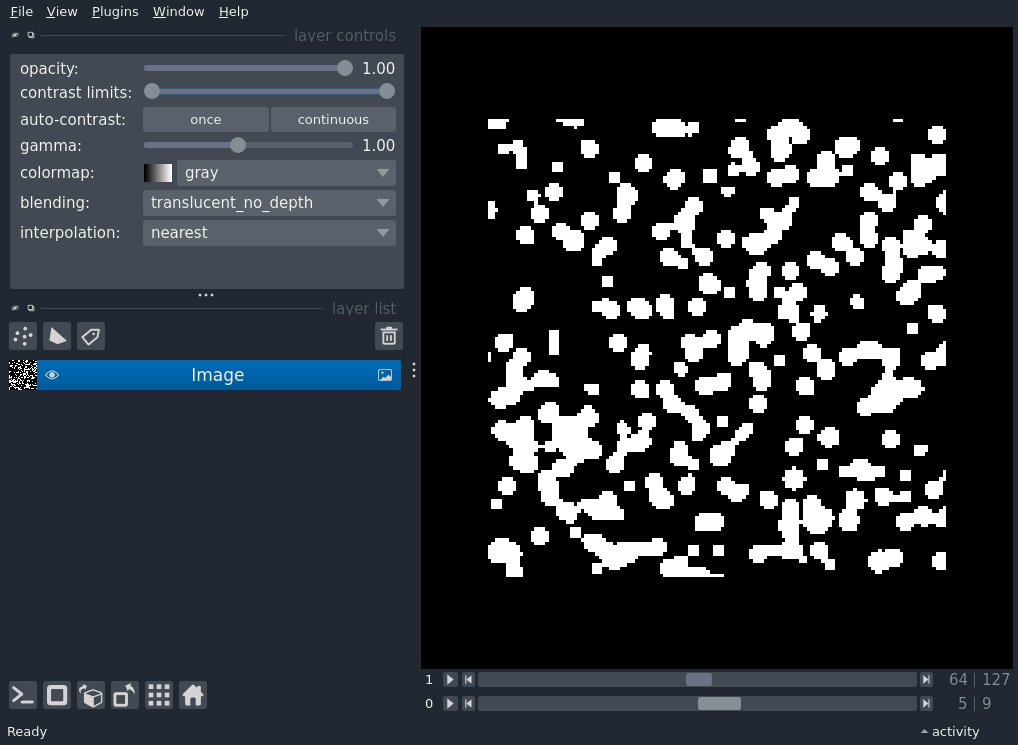 File View Plugins Window Help
layer controls
opacity: 1.00
contrast limits:
auto-contrast: once continuous
gamma: 1.00
colormap: gray
blending: translucent_no_depth
interpolation: nearest
layer list
Image
1 64 | 127
0 5 | 9
Ready activity